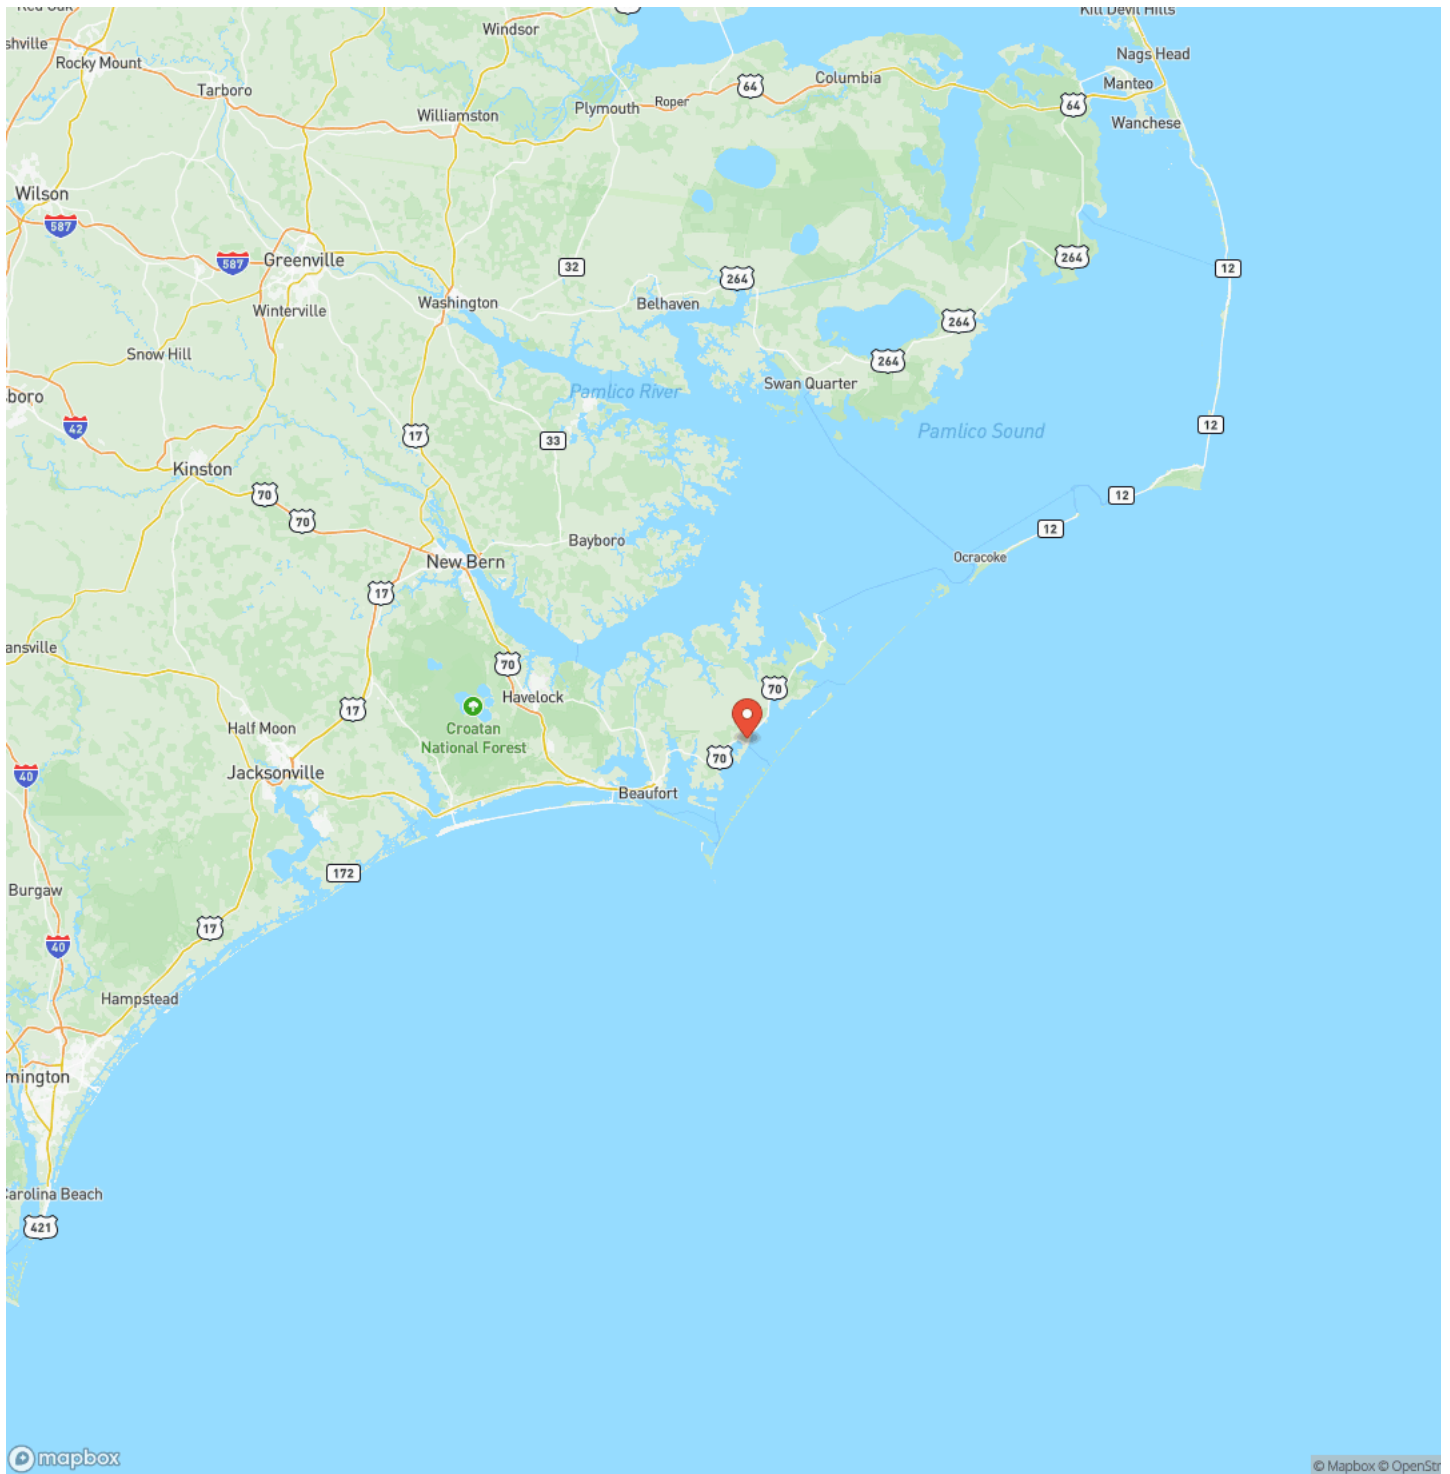 Red Oak
Kill Devil Hills
Windsor
shville
Nags Head
Rocky Mount
Columbia
64
Manteo
Tarboro
Roper
64
Plymouth
Williamston
Wanchese
Wilson
587
264
Greenville
587
32
12
264
Belhaven
Washington
Winterville
264
Snow Hill
264
Swan Quarter
Pamlico River
sboro
42
17
12
Pamlico Sound
33
Kinston
70
12
70
12
Bayboro
Ocracoke
New Bern
17
ansville
70
70
Havelock
17
Half Moon
Croatan
National Forest
70
Jacksonville
40
Beaufort
172
Burgaw
17
40
Hampstead
mington
Carolina Beach
421
mapbox
© Mapbox © OpenStr